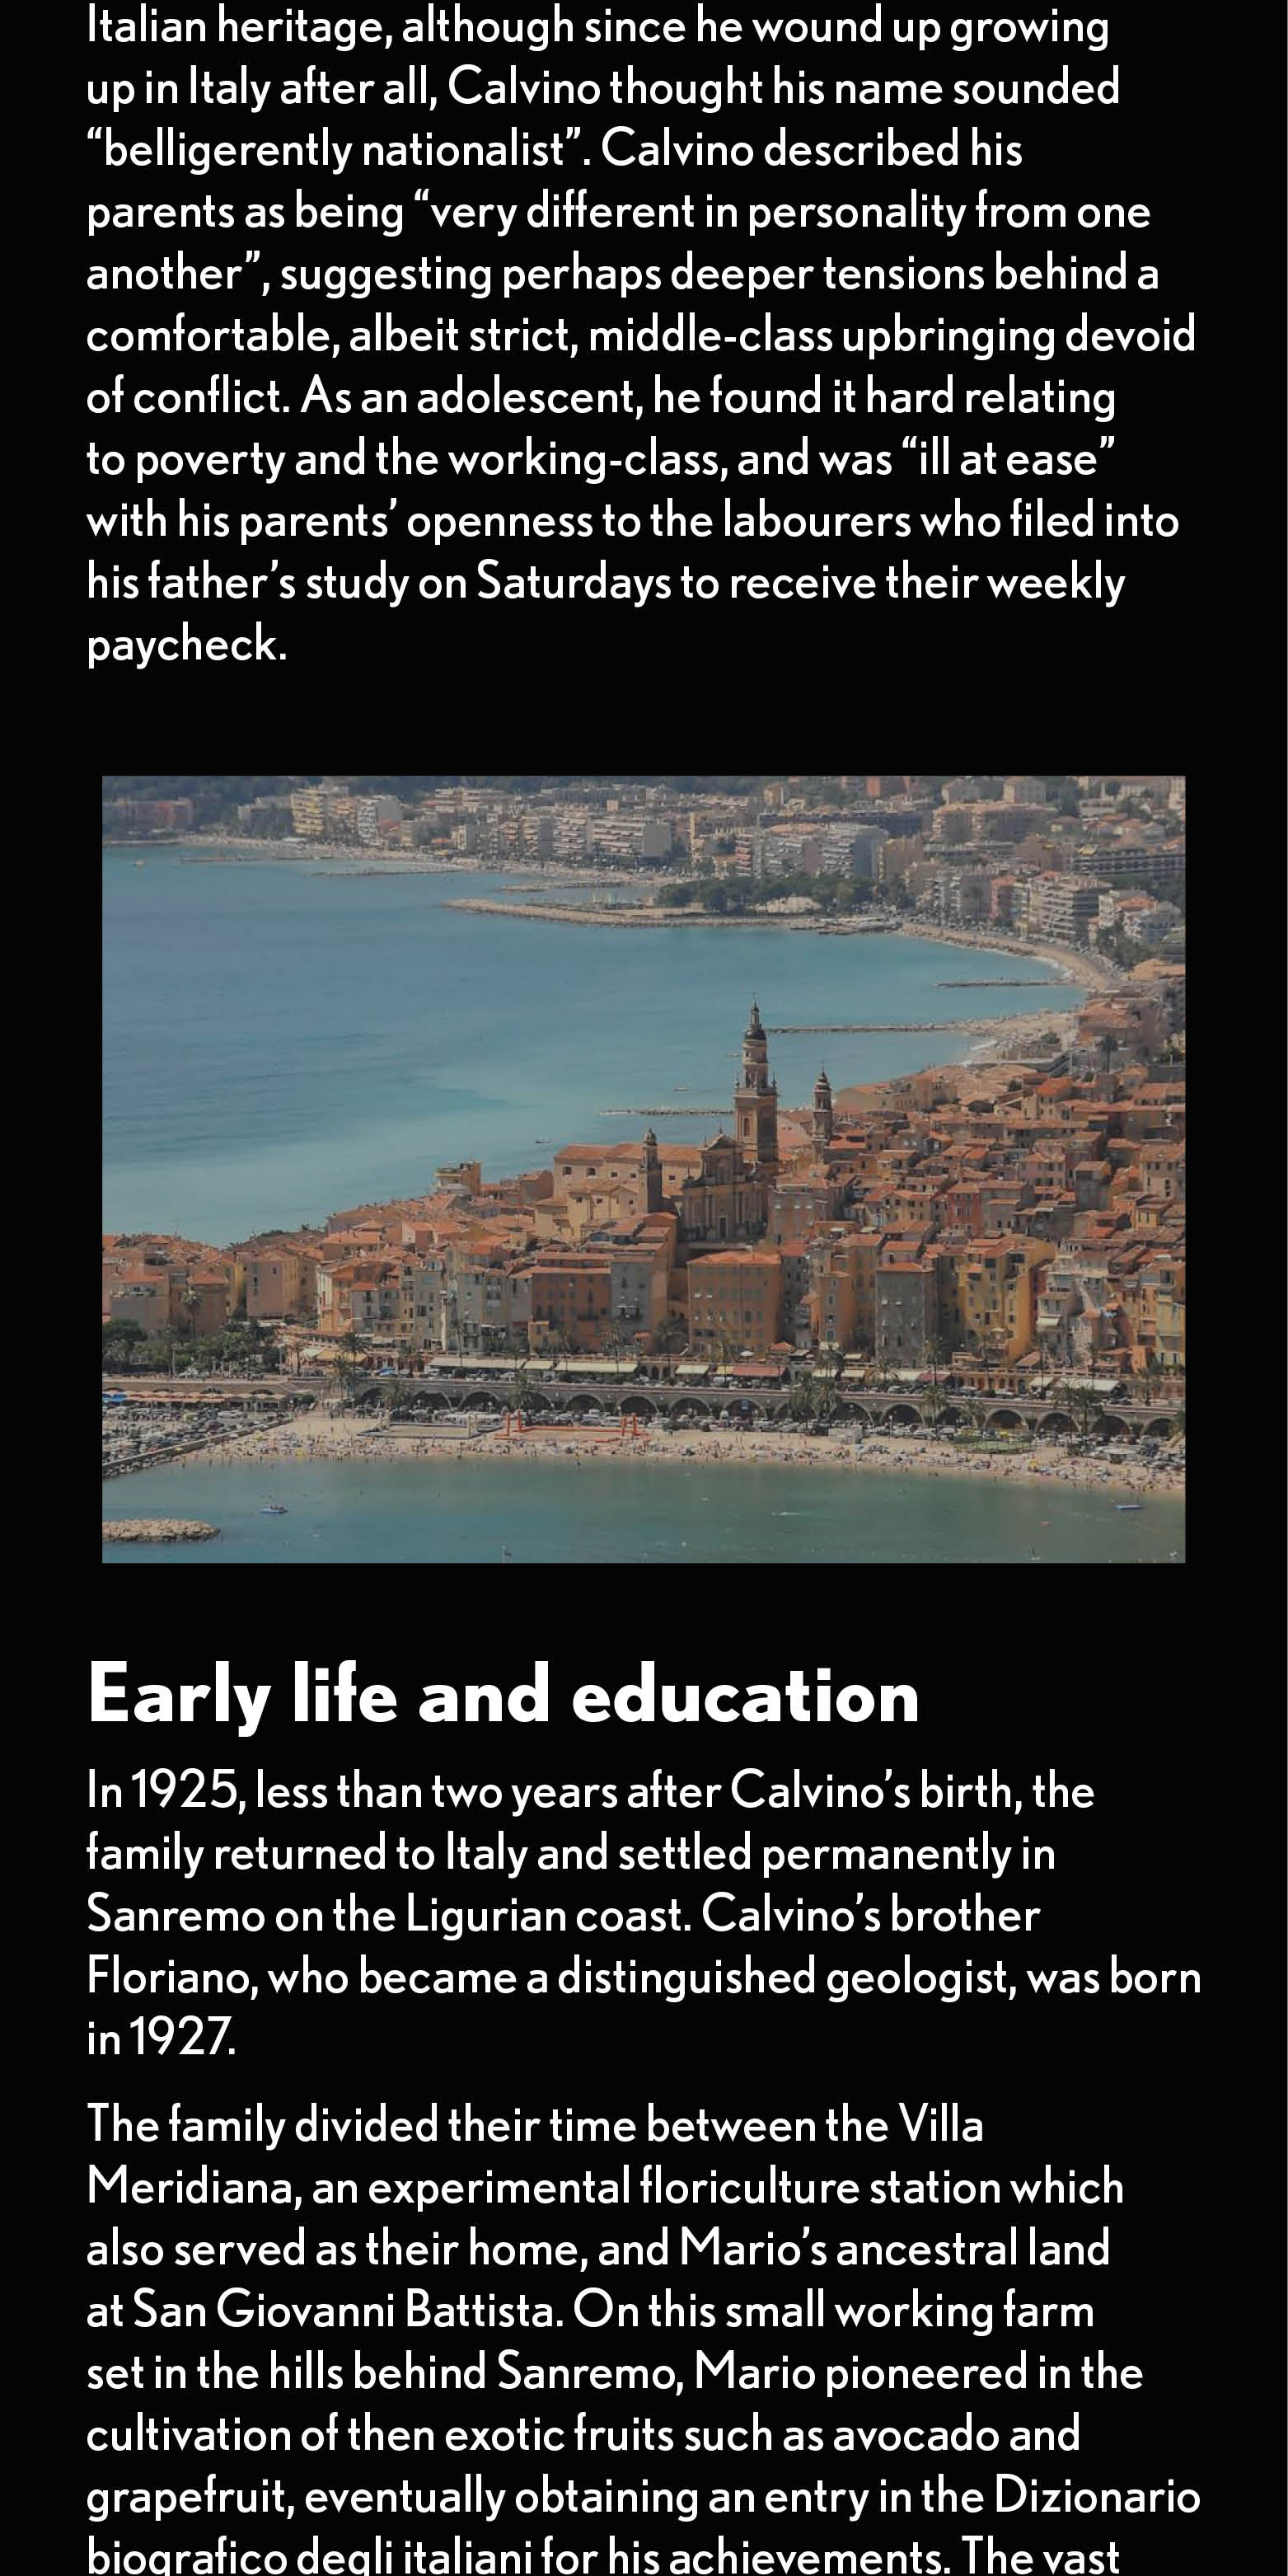 Italian heritage, although since he wound up growing
up in Italy after all, Calvino thought his name sounded
“belligerently nationalist”. Calvino described his
parents as being “very different in personality from one
another”, suggesting perhaps deeper tensions behind a
comfortable, albeit strict, middle-class upbringing devoid
of conflict. As an adolescent, he found it hard relating
to poverty and the working-class, and was “ill at ease”
with his parents’ openness to the labourers who filed into
his father’s study on Saturdays to receive their weekly
paycheck.
Early life and education
In 1925, less than two years after Calvino’s birth, the
family returned to Italy and settled permanently in
Sanremo on the Ligurian coast. Calvino’s brother
Floriano, who became a distinguished geologist, was born
in 1927.
The family divided their time between the Villa
Meridiana, an experimental floriculture station which
also served as their home, and Mario’s ancestral land
at San Giovanni Battista. On this small working farm
set in the hills behind Sanremo, Mario pioneered in the
cultivation of then exotic fruits such as avocado and
grapefruit, eventually obtaining an entry in the Dizionario
biografico degli italiani for his achievements. The vast